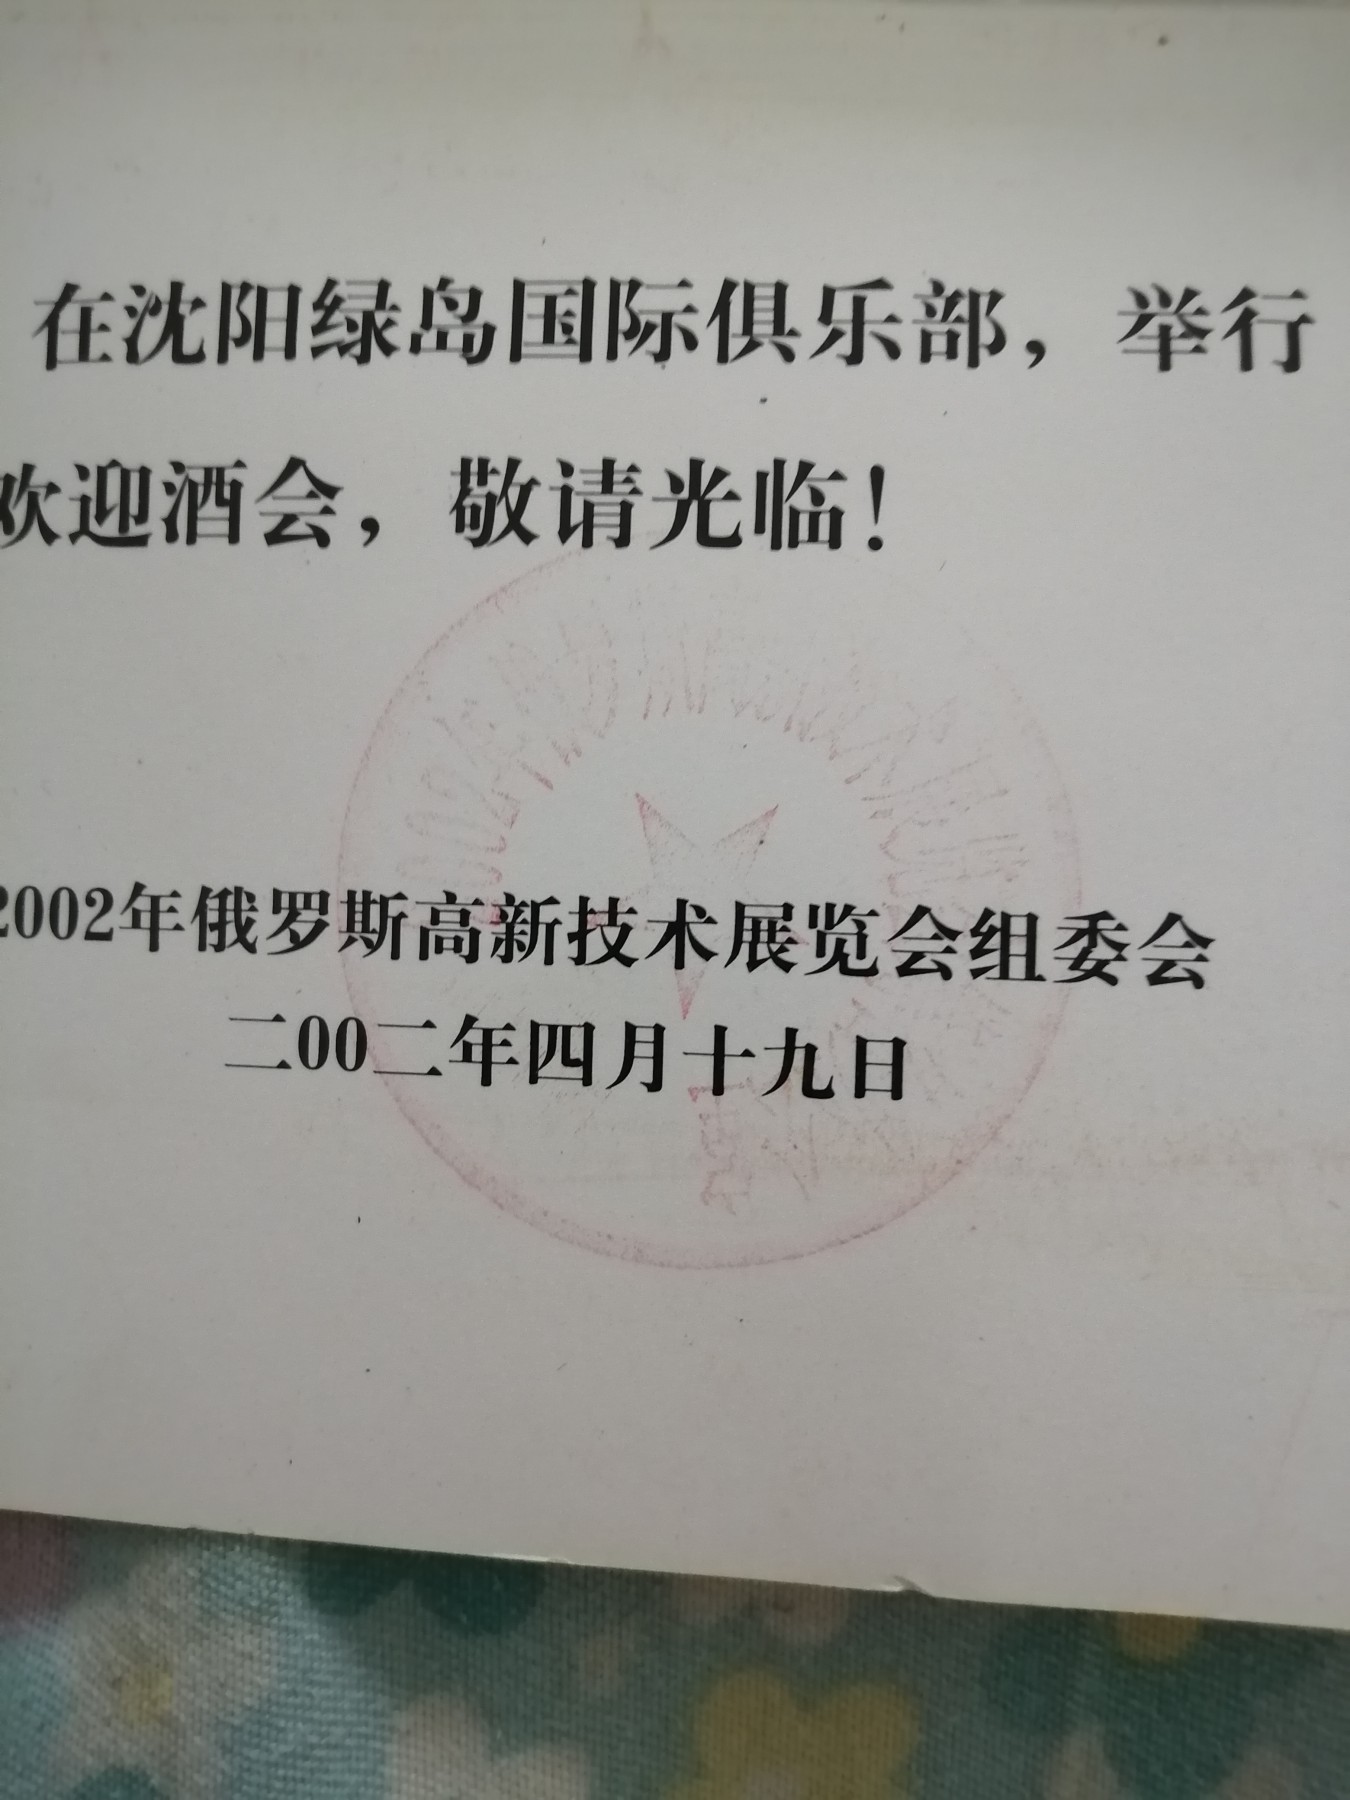 在沈阳绿岛国际俱乐部，举行
欢迎酒会，敬请光临！
2002年俄罗斯高新技术展览会组委会
二00二年四月十九日